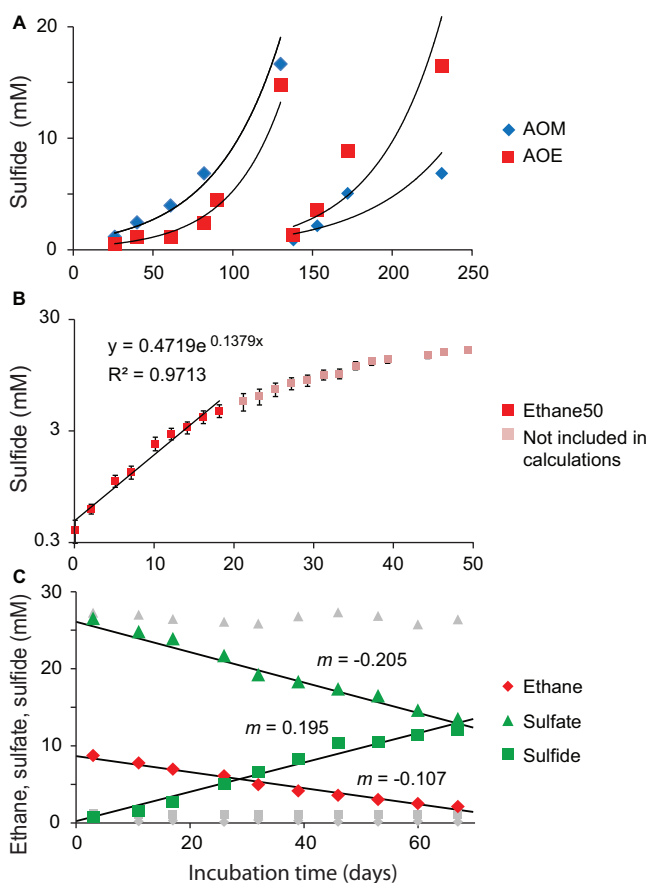 A
20
10
0
Sulfide (mM)
0 50 100 150 200 250
AOM
AOE
B
30
3
0.3
Sulfide (mM)
y = 0.4719e^0.1379x
R² = 0.9713
0 10 20 30 40 50
Ethane50
Not included in
calculations
C
30
20
10
0
Ethane, sulfate, sulfide (mM)
m = -0.205
m = 0.195
m = -0.107
0 20 40 60
Ethane
Sulfate
Sulfide
Incubation time (days)